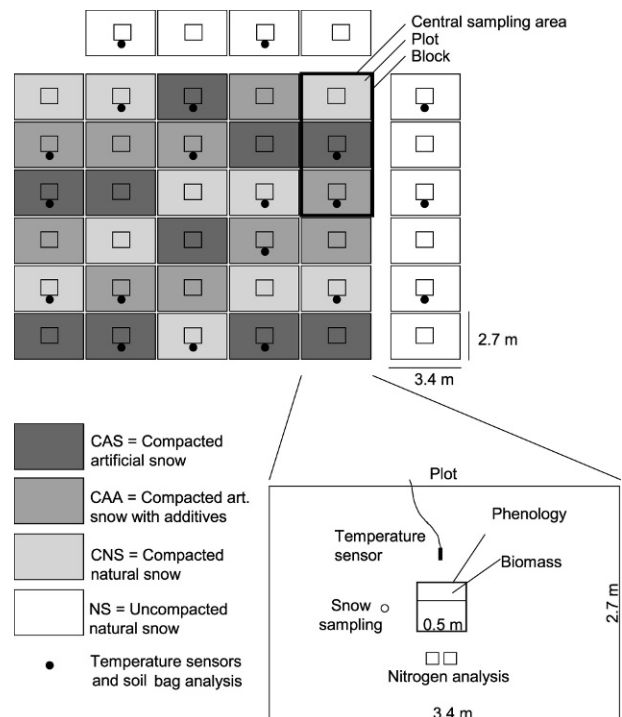 Central sampling area
Plot
Block
2.7 m
3.4 m
CAS = Compacted
artificial snow
CAA = Compacted art.
snow with additives
CNS = Compacted
natural snow
NS = Uncompacted
natural snow
Temperature sensors
and soil bag analysis
Plot
Temperature
sensor
Phenology
Biomass
Snow
sampling
0.5 m
2.7 m
Nitrogen analysis
3.4 m